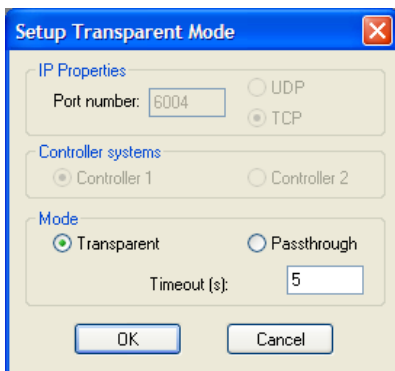 Setup Transparent Mode
IP Properties
Port number: 6004
UDP
TCP
Controller systems
Controller 1 Controller 2
Mode
Transparent Passthrough
Timeout (s): 5
OK Cancel